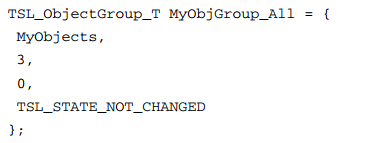 TSL_ObjectGroup_T MyObjGroup_All = {
MyObjects,
3,
0,
TSL_STATE_NOT_CHANGED
};